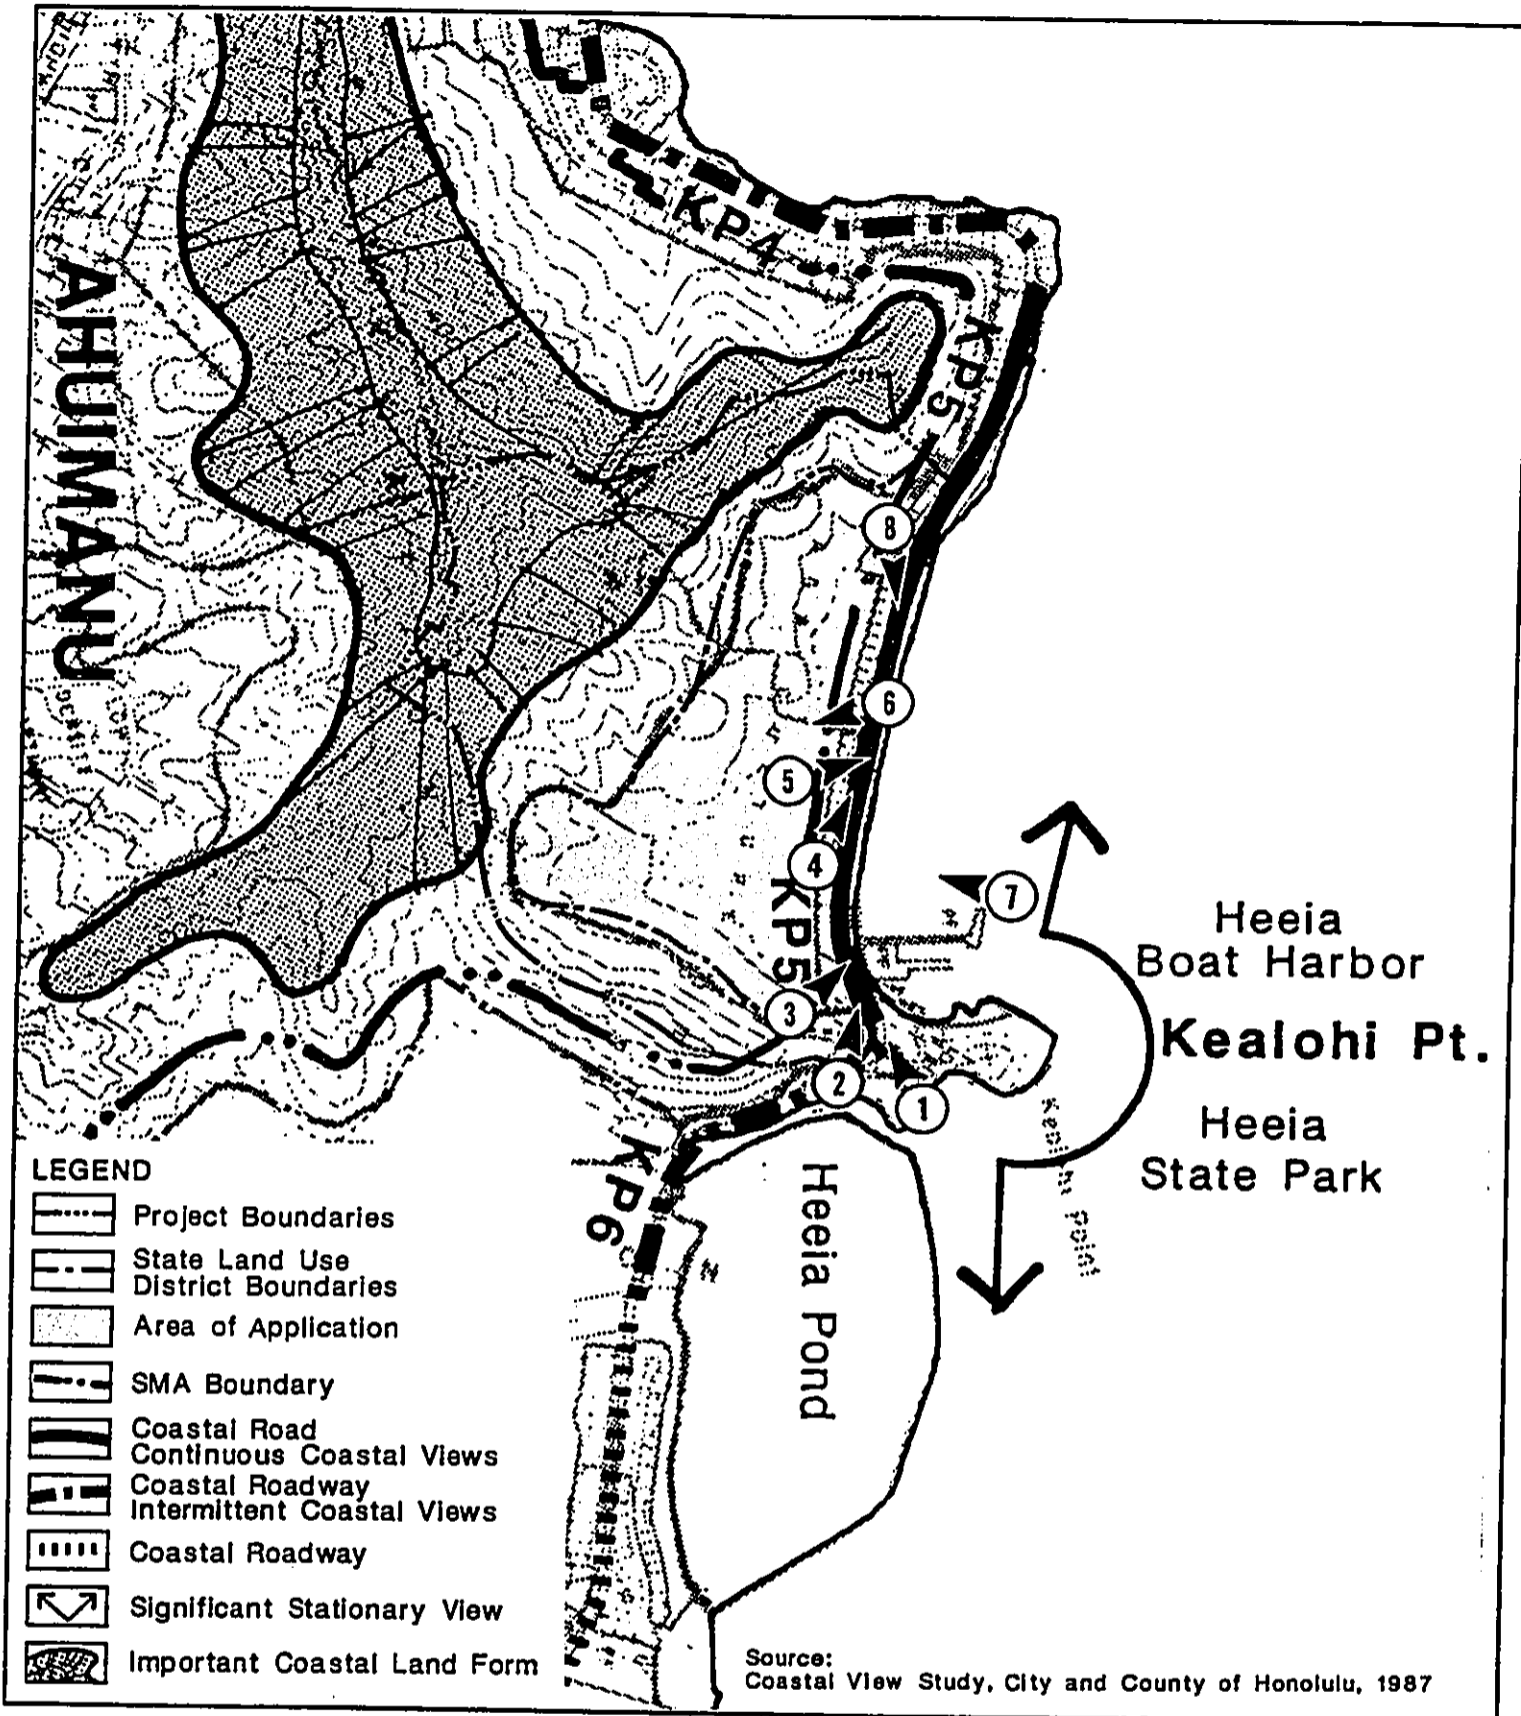 KP4
AHUIMANU
KP5
8
6
5
4
7
KP5
Heeia
Boat Harbor
3
Kealohi Pt.
2
1
Heeia
State Park
Kealohi Point
KP6
Heeia Pond
LEGEND
Project Boundaries
State Land Use
District Boundaries
Area of Application
SMA Boundary
Coastal Road
Continuous Coastal Views
Coastal Roadway
Intermittent Coastal Views
Coastal Roadway
Significant Stationary View
Important Coastal Land Form
Source:
Coastal View Study, City and County of Honolulu, 1987